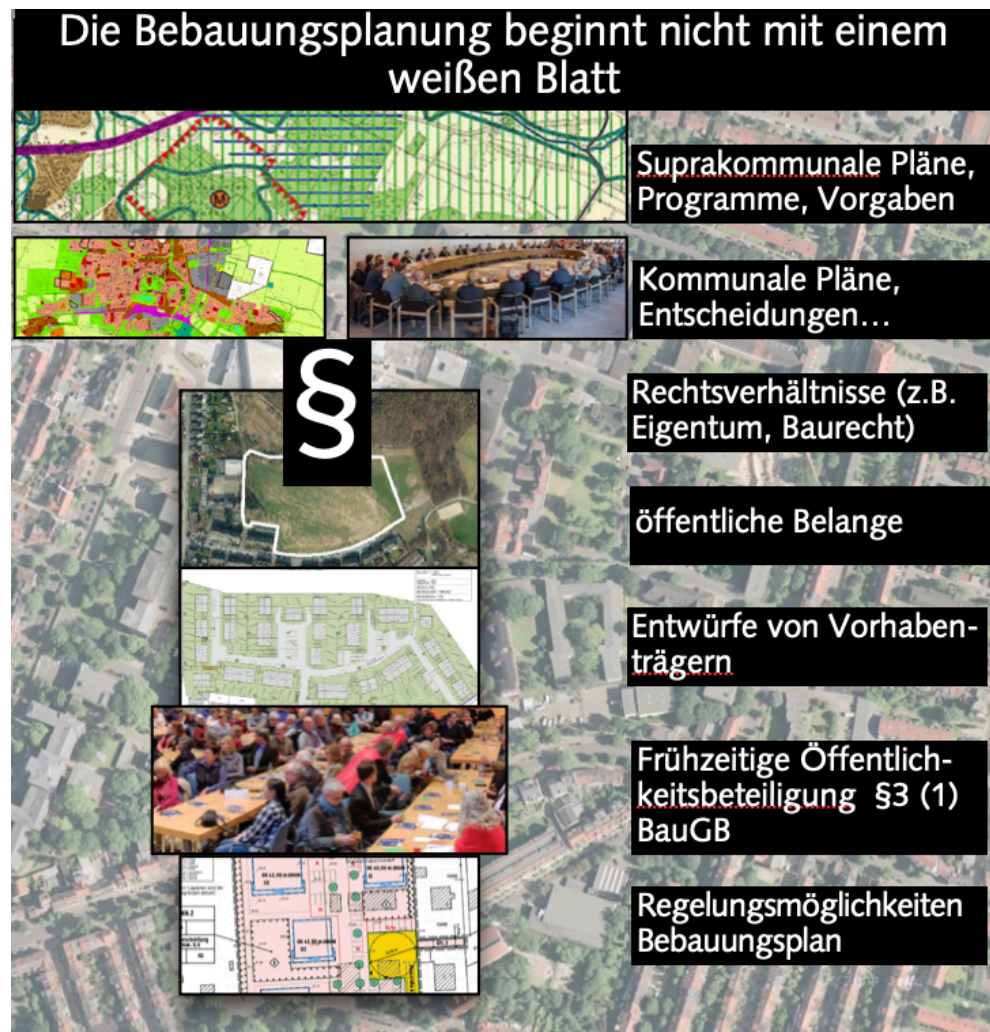 Die Bebauungsplanung beginnt nicht mit einem
weißen Blatt
Suprakommunale Pläne,
Programme, Vorgaben
M
Kommunale Pläne,
Entscheidungen...
§
Rechtsverhältnisse (z.B.
Eigentum, Baurecht)
öffentliche Belange
Entwürfe von Vorhaben-
trägern
Frühzeitige Öffentlich-
keitsbeteiligung §3 (1)
BauGB
Regelungsmöglichkeiten
Bebauungsplan